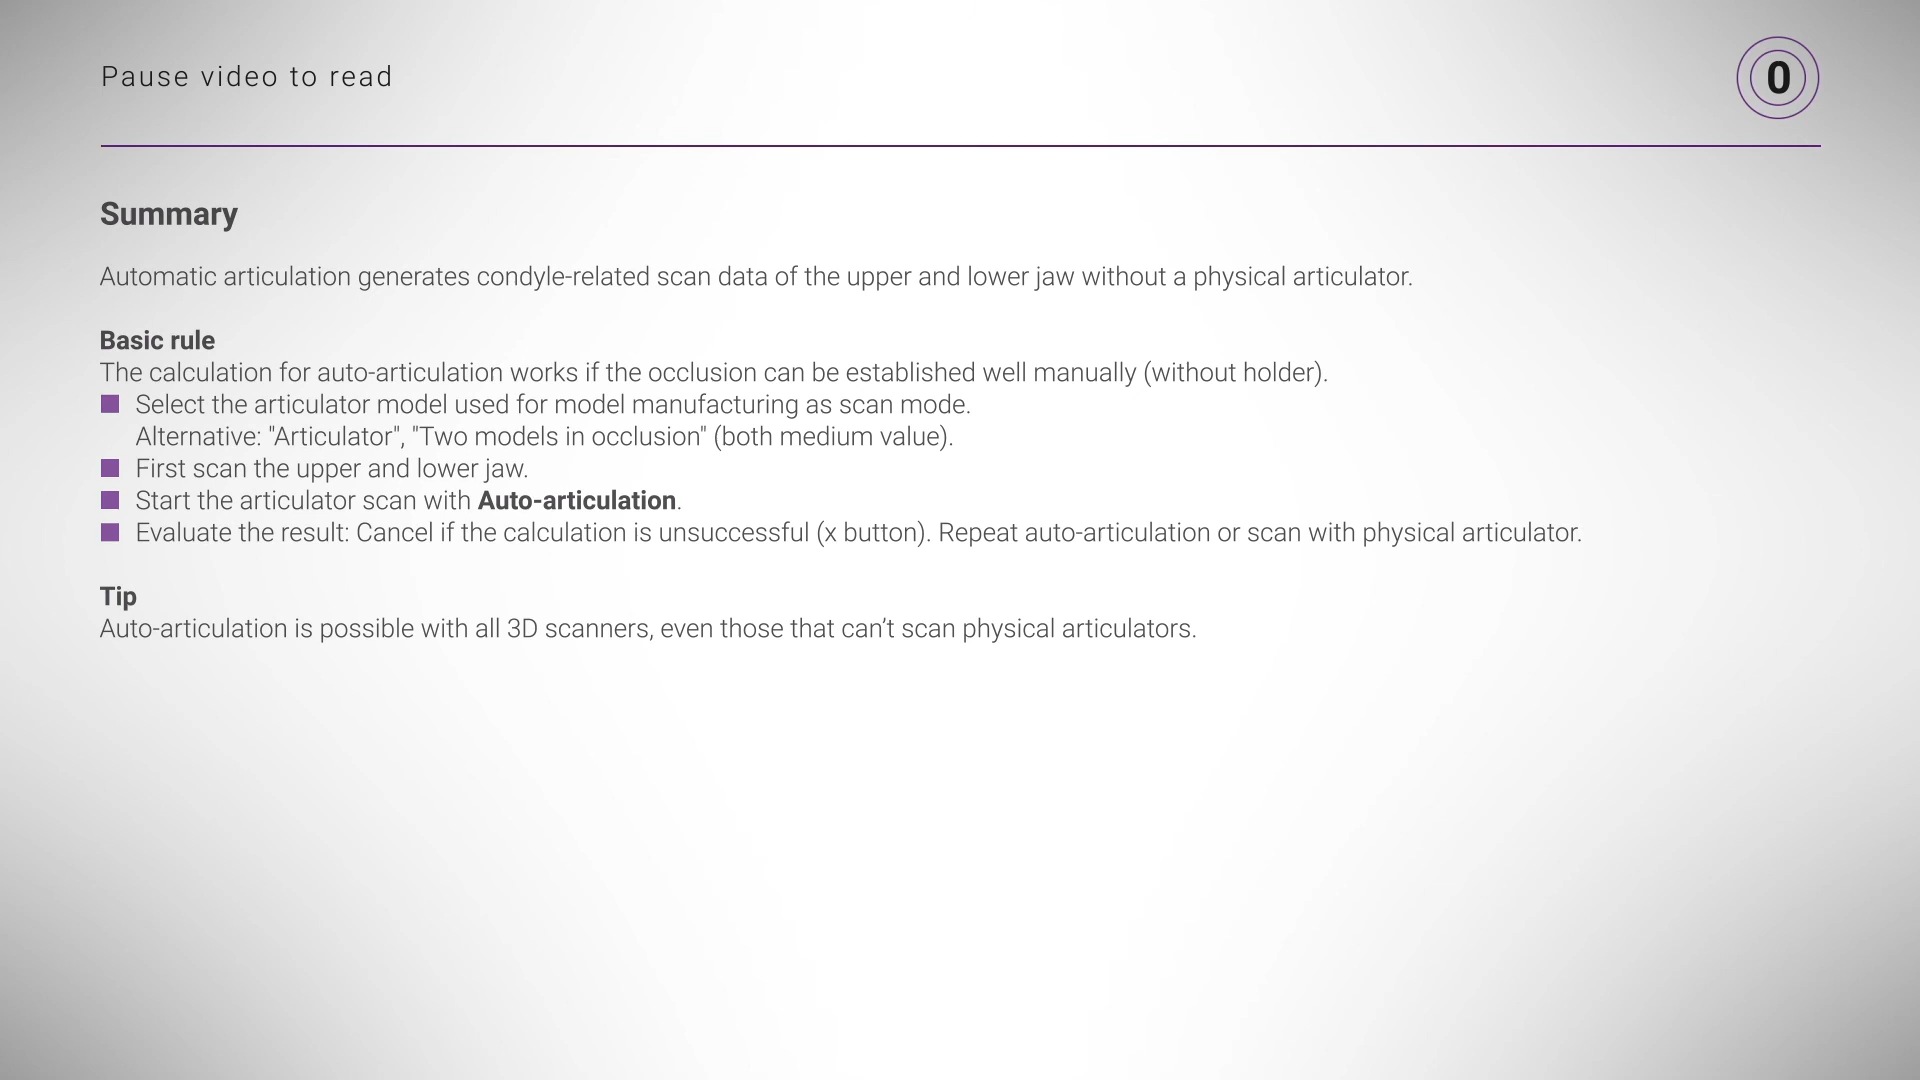 Pause video to read
0
Summary
Automatic articulation generates condyle-related scan data of the upper and lower jaw without a physical articulator.
Basic rule
The calculation for auto-articulation works if the occlusion can be established well manually (without holder).
Select the articulator model used for model manufacturing as scan mode.
Alternative: "Articulator", "Two models in occlusion" (both medium value).
First scan the upper and lower jaw.
Start the articulator scan with Auto-articulation.
Evaluate the result: Cancel if the calculation is unsuccessful (x button). Repeat auto-articulation or scan with physical articulator.
Tip
Auto-articulation is possible with all 3D scanners, even those that can’t scan physical articulators.